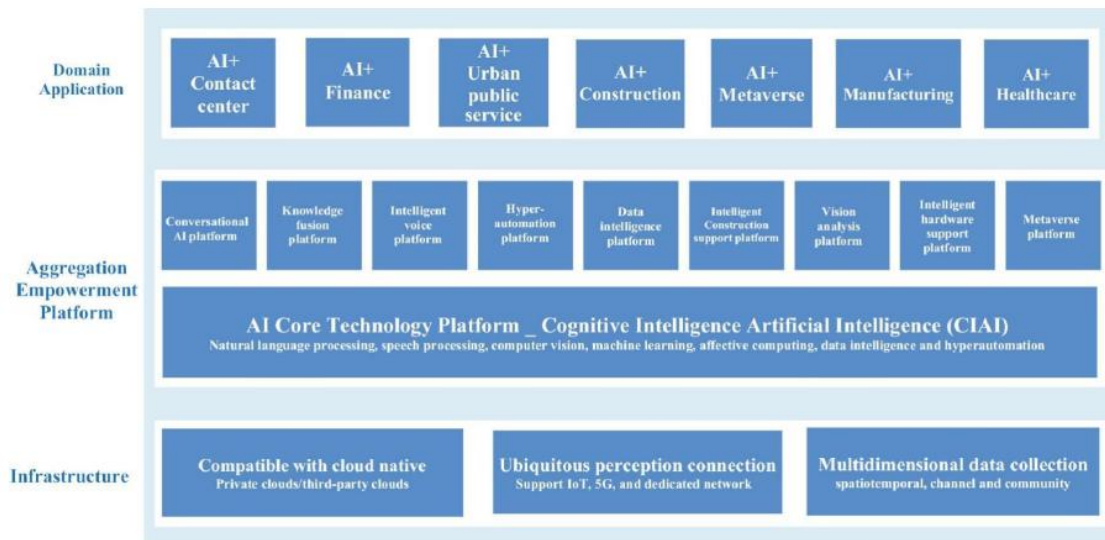 Domain
Application
AI+
Contact
center
AI+
Finance
AI+
Urban
public
service
AI+
Construction
AI+
Metaverse
AI+
Manufacturing
AI+
Healthcare
Aggregation
Empowerment
Platform
Conversational
AI platform
Knowledge
fusion
platform
Intelligent
voice
platform
Hyper-
automation
platform
Data
intelligence
platform
Intelligent
Construction
support platform
Vision
analysis
platform
Intelligent
hardware
support
platform
Metaverse
platform
AI Core Technology Platform _ Cognitive Intelligence Artificial Intelligence (CIAI)
Natural language processing, speech processing, computer vision, machine learning, affective computing, data intelligence and hyperautomation
Infrastructure
Compatible with cloud native
Private clouds/third-party clouds
Ubiquitous perception connection
Support IoT, 5G, and dedicated network
Multidimensional data collection
spatiotemporal, channel and community